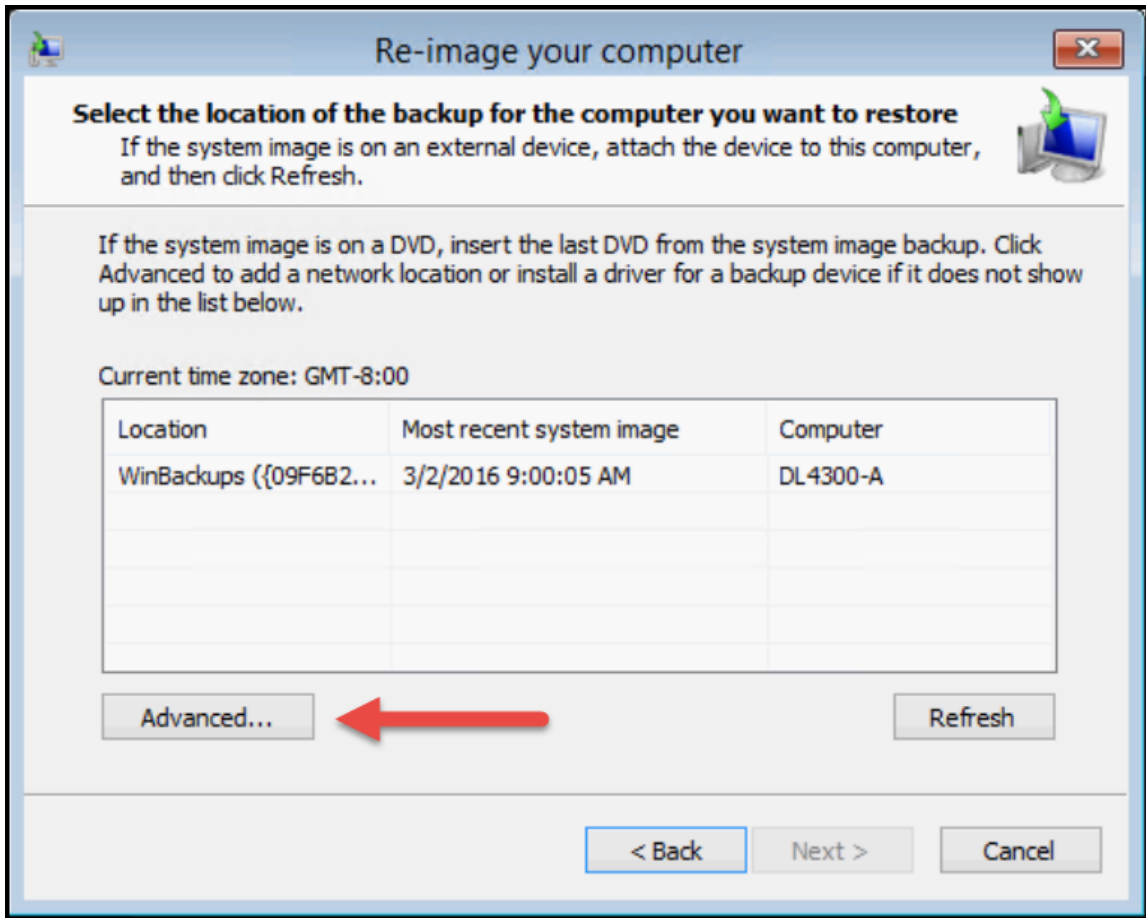 Re-image your computer
Select the location of the backup for the computer you want to restore
If the system image is on an external device, attach the device to this computer,
and then click Refresh.
If the system image is on a DVD, insert the last DVD from the system image backup. Click
Advanced to add a network location or install a driver for a backup device if it does not show
up in the list below.
Current time zone: GMT-8:00
Location Most recent system image Computer
WinBackups ({09F6B2... 3/2/2016 9:00:05 AM DL4300-A
Advanced... Refresh
< Back Next > Cancel